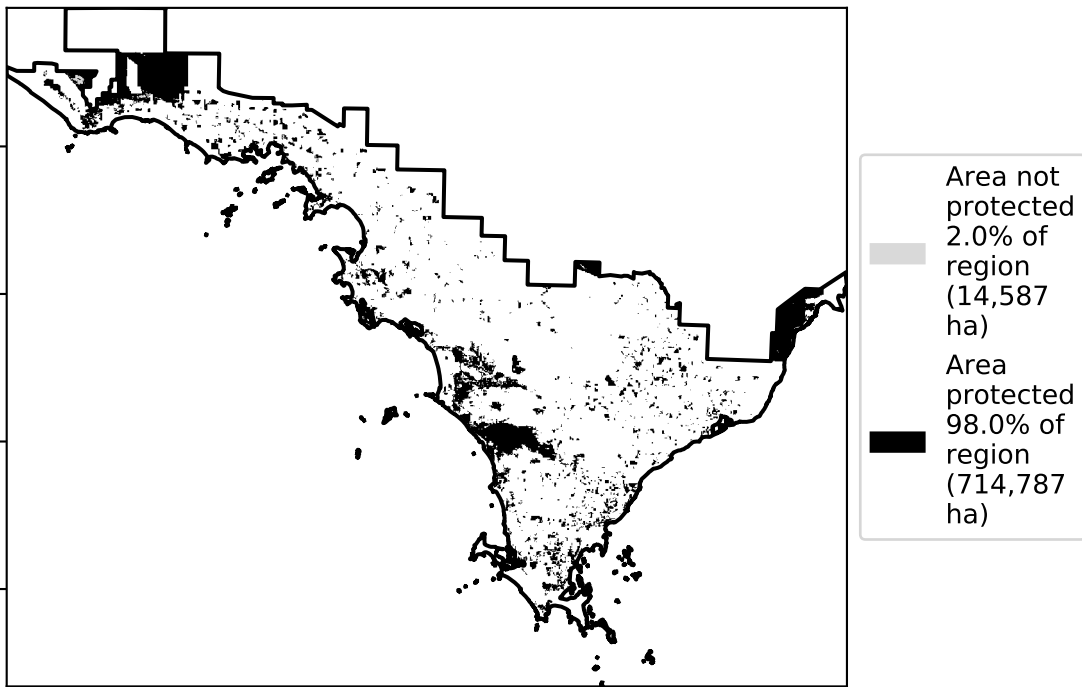 Area not
protected
2.0% of
region
(14,587
ha)
Area
protected
98.0% of
region
(714,787
ha)